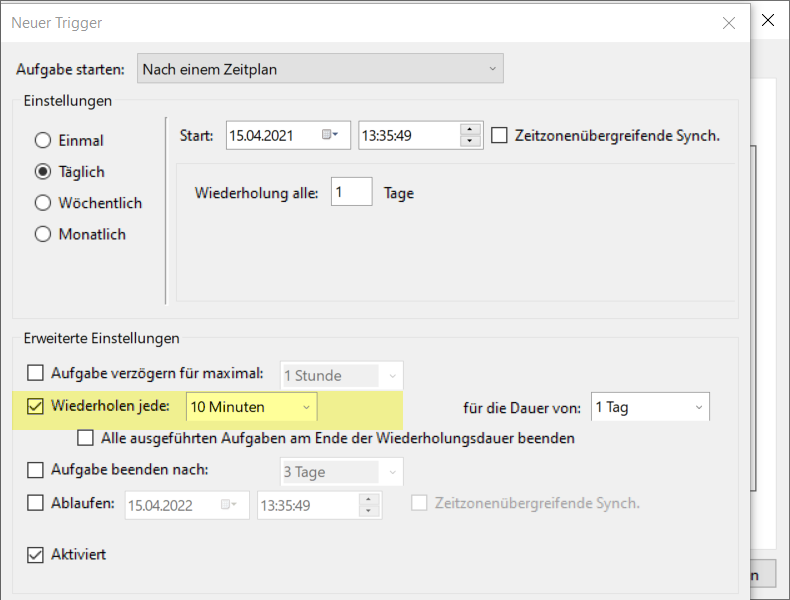 Neuer Trigger
Aufgabe starten: Nach einem Zeitplan
Einstellungen
Einmal
Täglich
Wöchentlich
Monatlich
Start: 15.04.2021 13:35:49 Zeitzonenübergreifende Synch.
Wiederholung alle: 1 Tage
Erweiterte Einstellungen
Aufgabe verzögern für maximal: 1 Stunde
Wiederholen jede: 10 Minuten für die Dauer von: 1 Tag
Alle ausgeführten Aufgaben am Ende der Wiederholungsdauer beenden
Aufgabe beenden nach: 3 Tage
Ablaufen: 15.04.2022 13:35:49 Zeitzonenübergreifende Synch.
Aktiviert